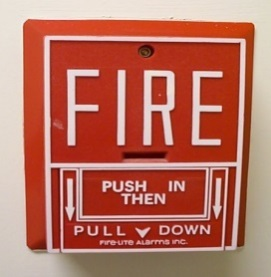 FIRE
PUSH IN
THEN
PULL DOWN
FIRE-LITE ALARMS INC.